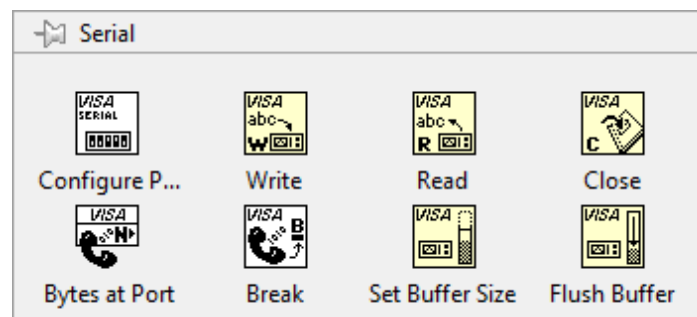 Serial
VISA
SERIAL
VISA
abc
W
VISA
abc
R
VISA
C
Configure P...
Write
Read
Close
VISA
N
VISA
B
VISA
VISA
Bytes at Port
Break
Set Buffer Size
Flush Buffer